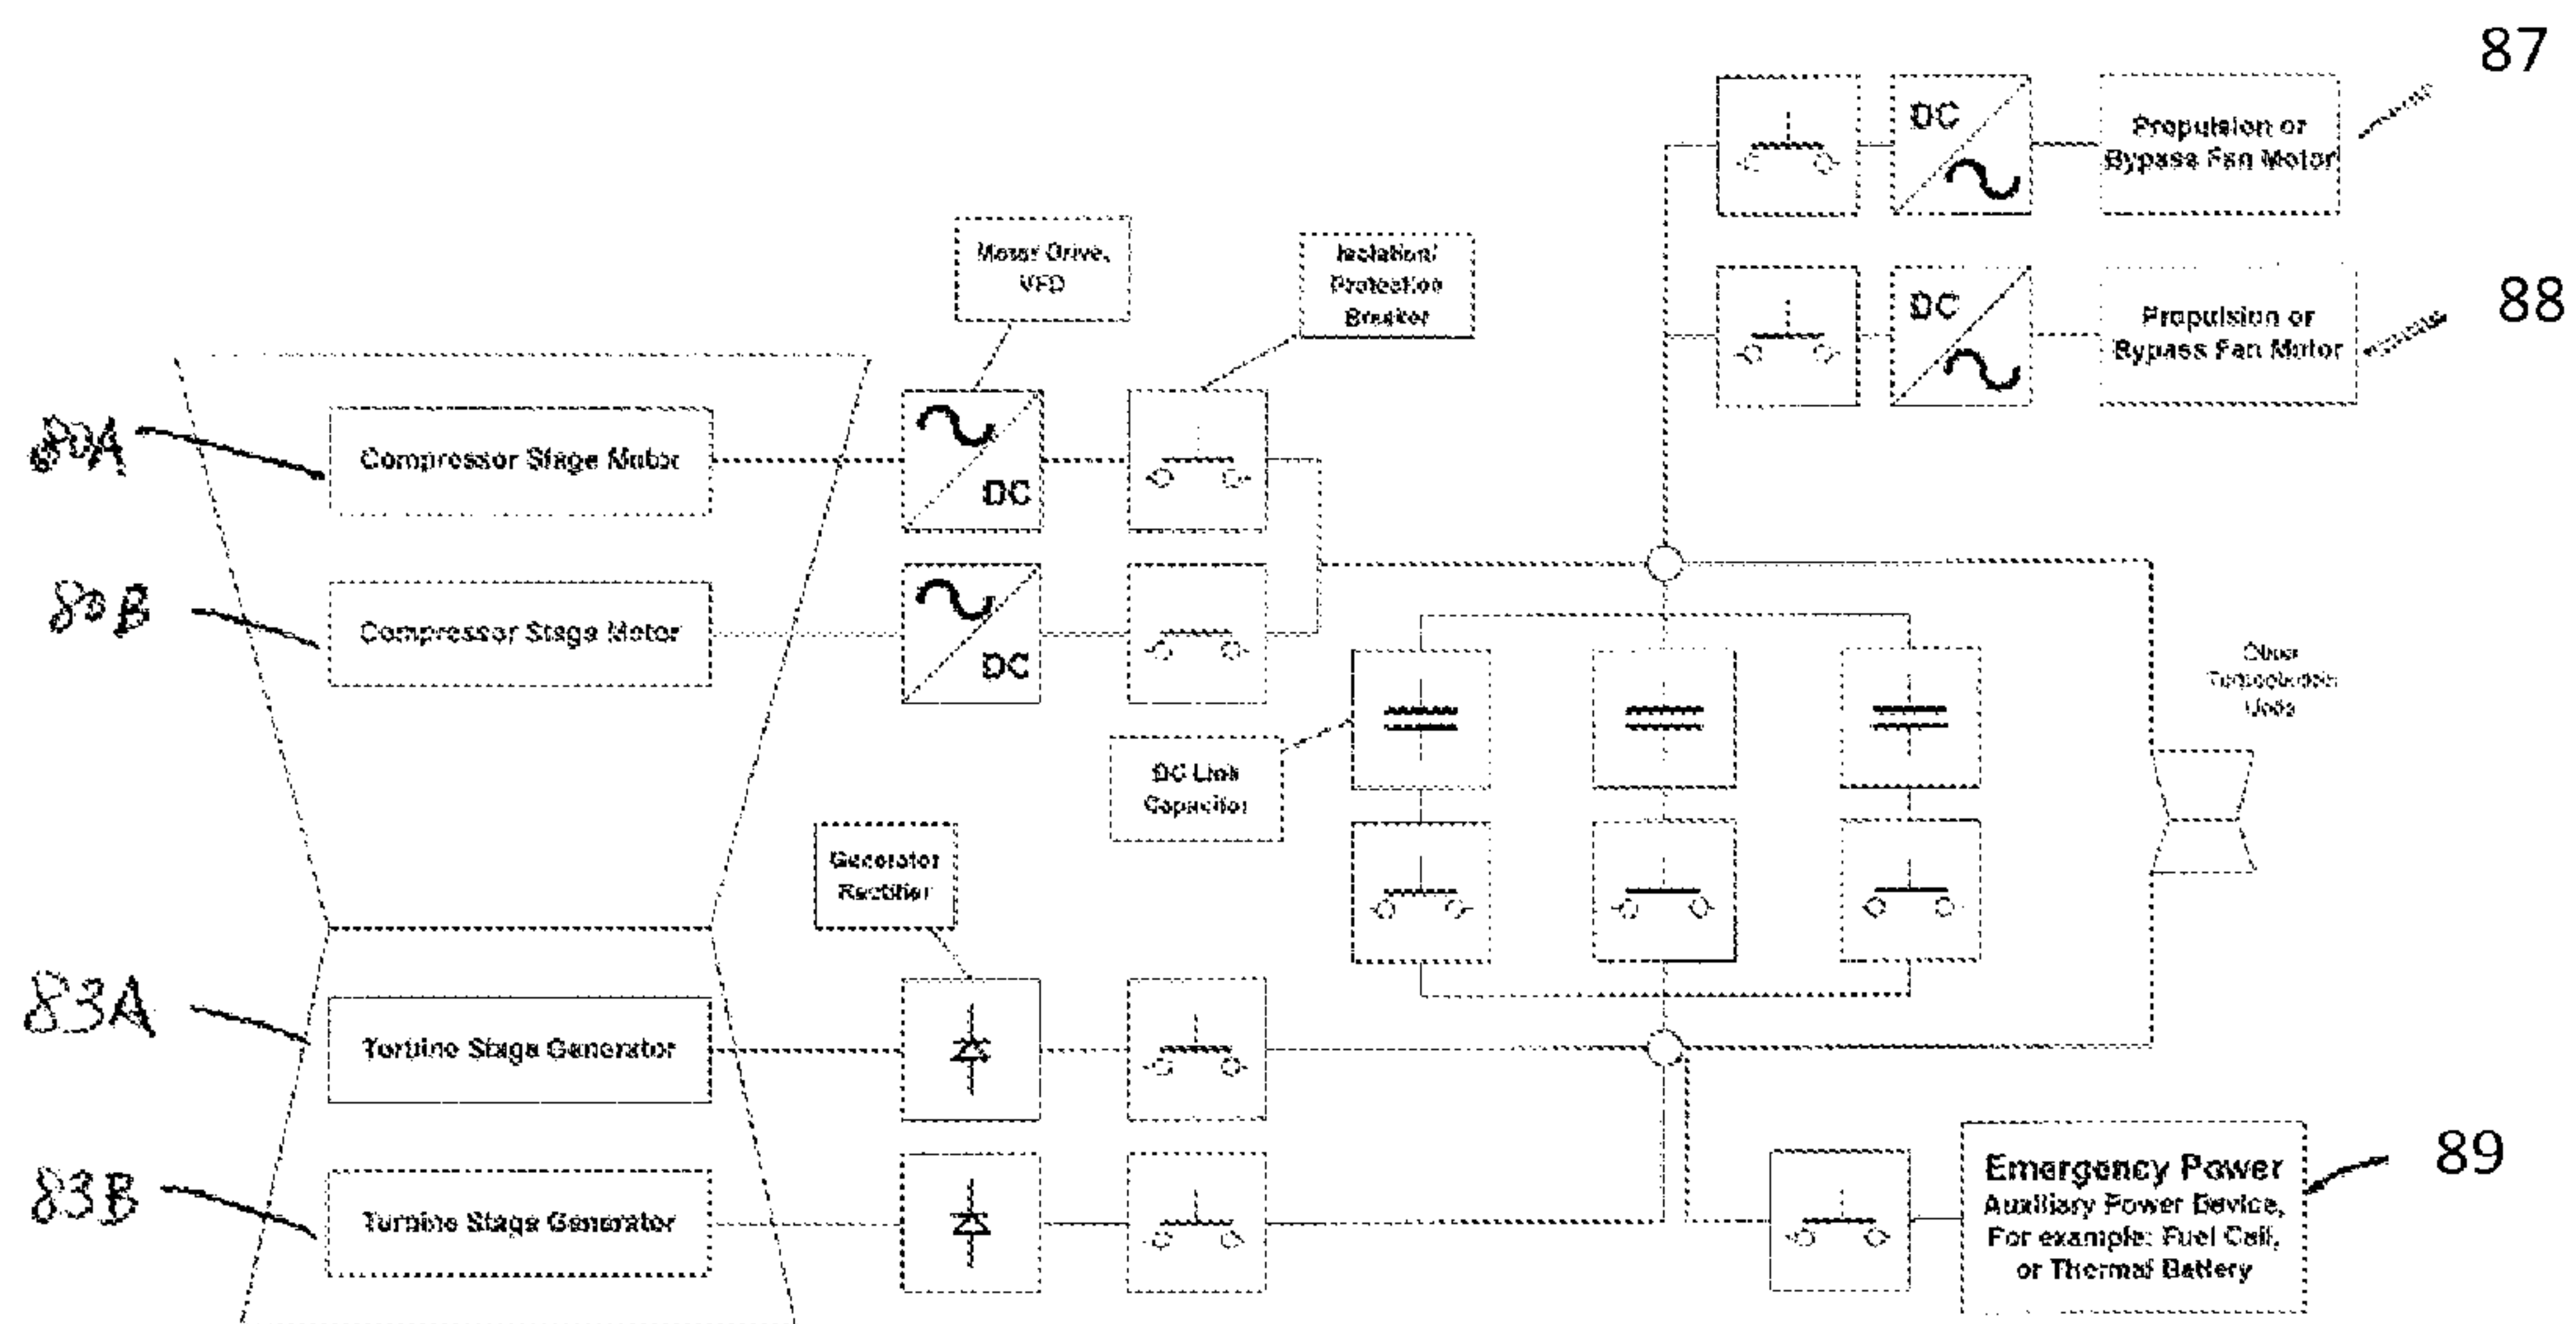 87
DC
Propulsion or
Bypass Fan Motor
Motor Drive,
VFD
Isolation/
Protection
Breaker
88
DC
Propulsion or
Bypass Fan Motor
80A
Compressor Stage Motor
DC
80B
Compressor Stage Motor
DC
Other
Units
DC Link
Capacitor
Generator
Rectifier
83A
Turbine Stage Generator
83B
Turbine Stage Generator
Emergency Power
Auxiliary Power Device,
For example: Fuel Cell,
or Thermal Battery
89